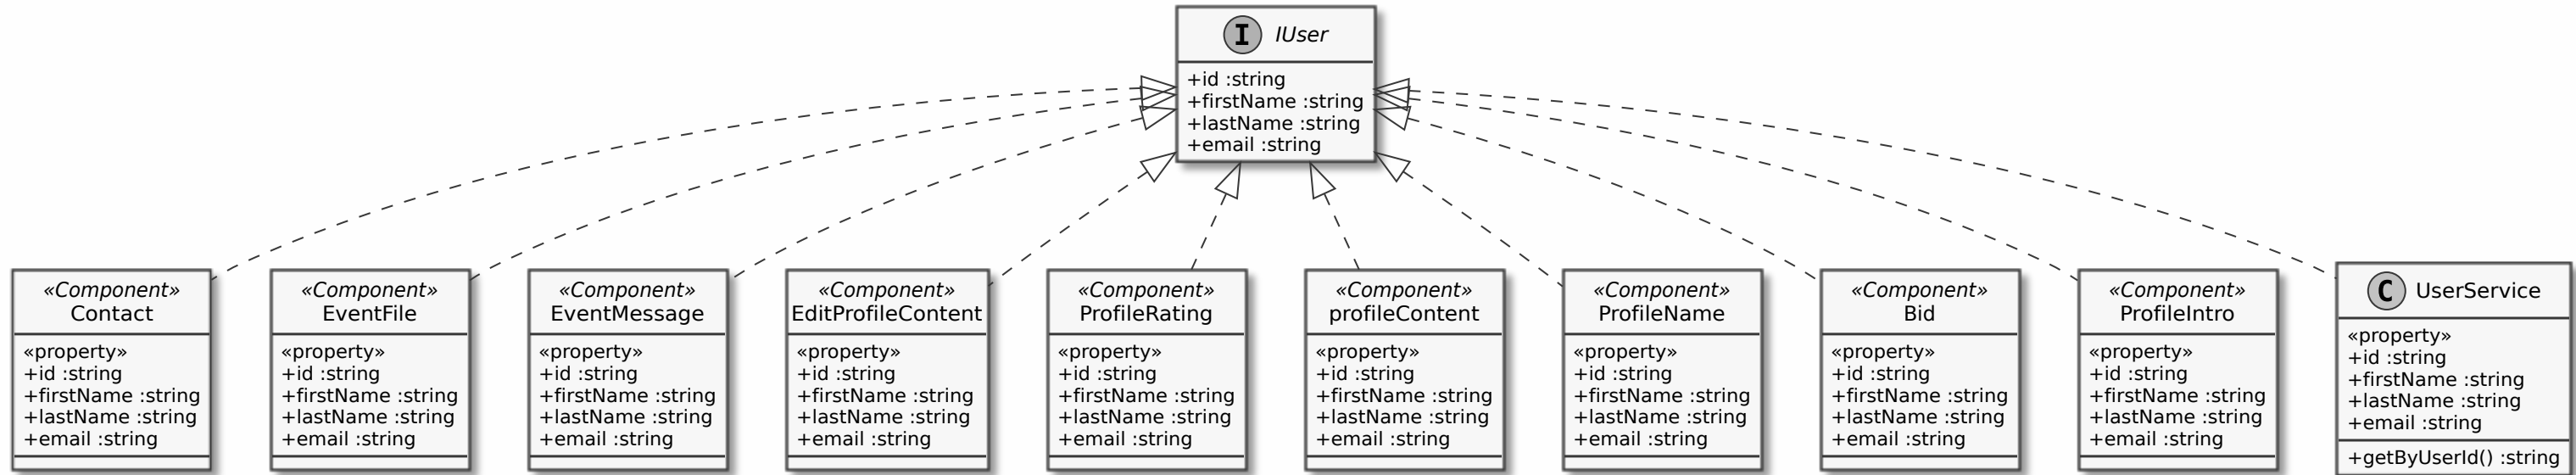 I IUser
+id :string
+firstName :string
+lastName :string
+email :string
«Component»
Contact
«property»
+id :string
+firstName :string
+lastName :string
+email :string
«Component»
EventFile
«property»
+id :string
+firstName :string
+lastName :string
+email :string
«Component»
EventMessage
«property»
+id :string
+firstName :string
+lastName :string
+email :string
«Component»
EditProfileContent
«property»
+id :string
+firstName :string
+lastName :string
+email :string
«Component»
ProfileRating
«property»
+id :string
+firstName :string
+lastName :string
+email :string
«Component»
profileContent
«property»
+id :string
+firstName :string
+lastName :string
+email :string
«Component»
ProfileName
«property»
+id :string
+firstName :string
+lastName :string
+email :string
«Component»
Bid
«property»
+id :string
+firstName :string
+lastName :string
+email :string
«Component»
ProfileIntro
«property»
+id :string
+firstName :string
+lastName :string
+email :string
C UserService
«property»
+id :string
+firstName :string
+lastName :string
+email :string
+getByUserId() :string